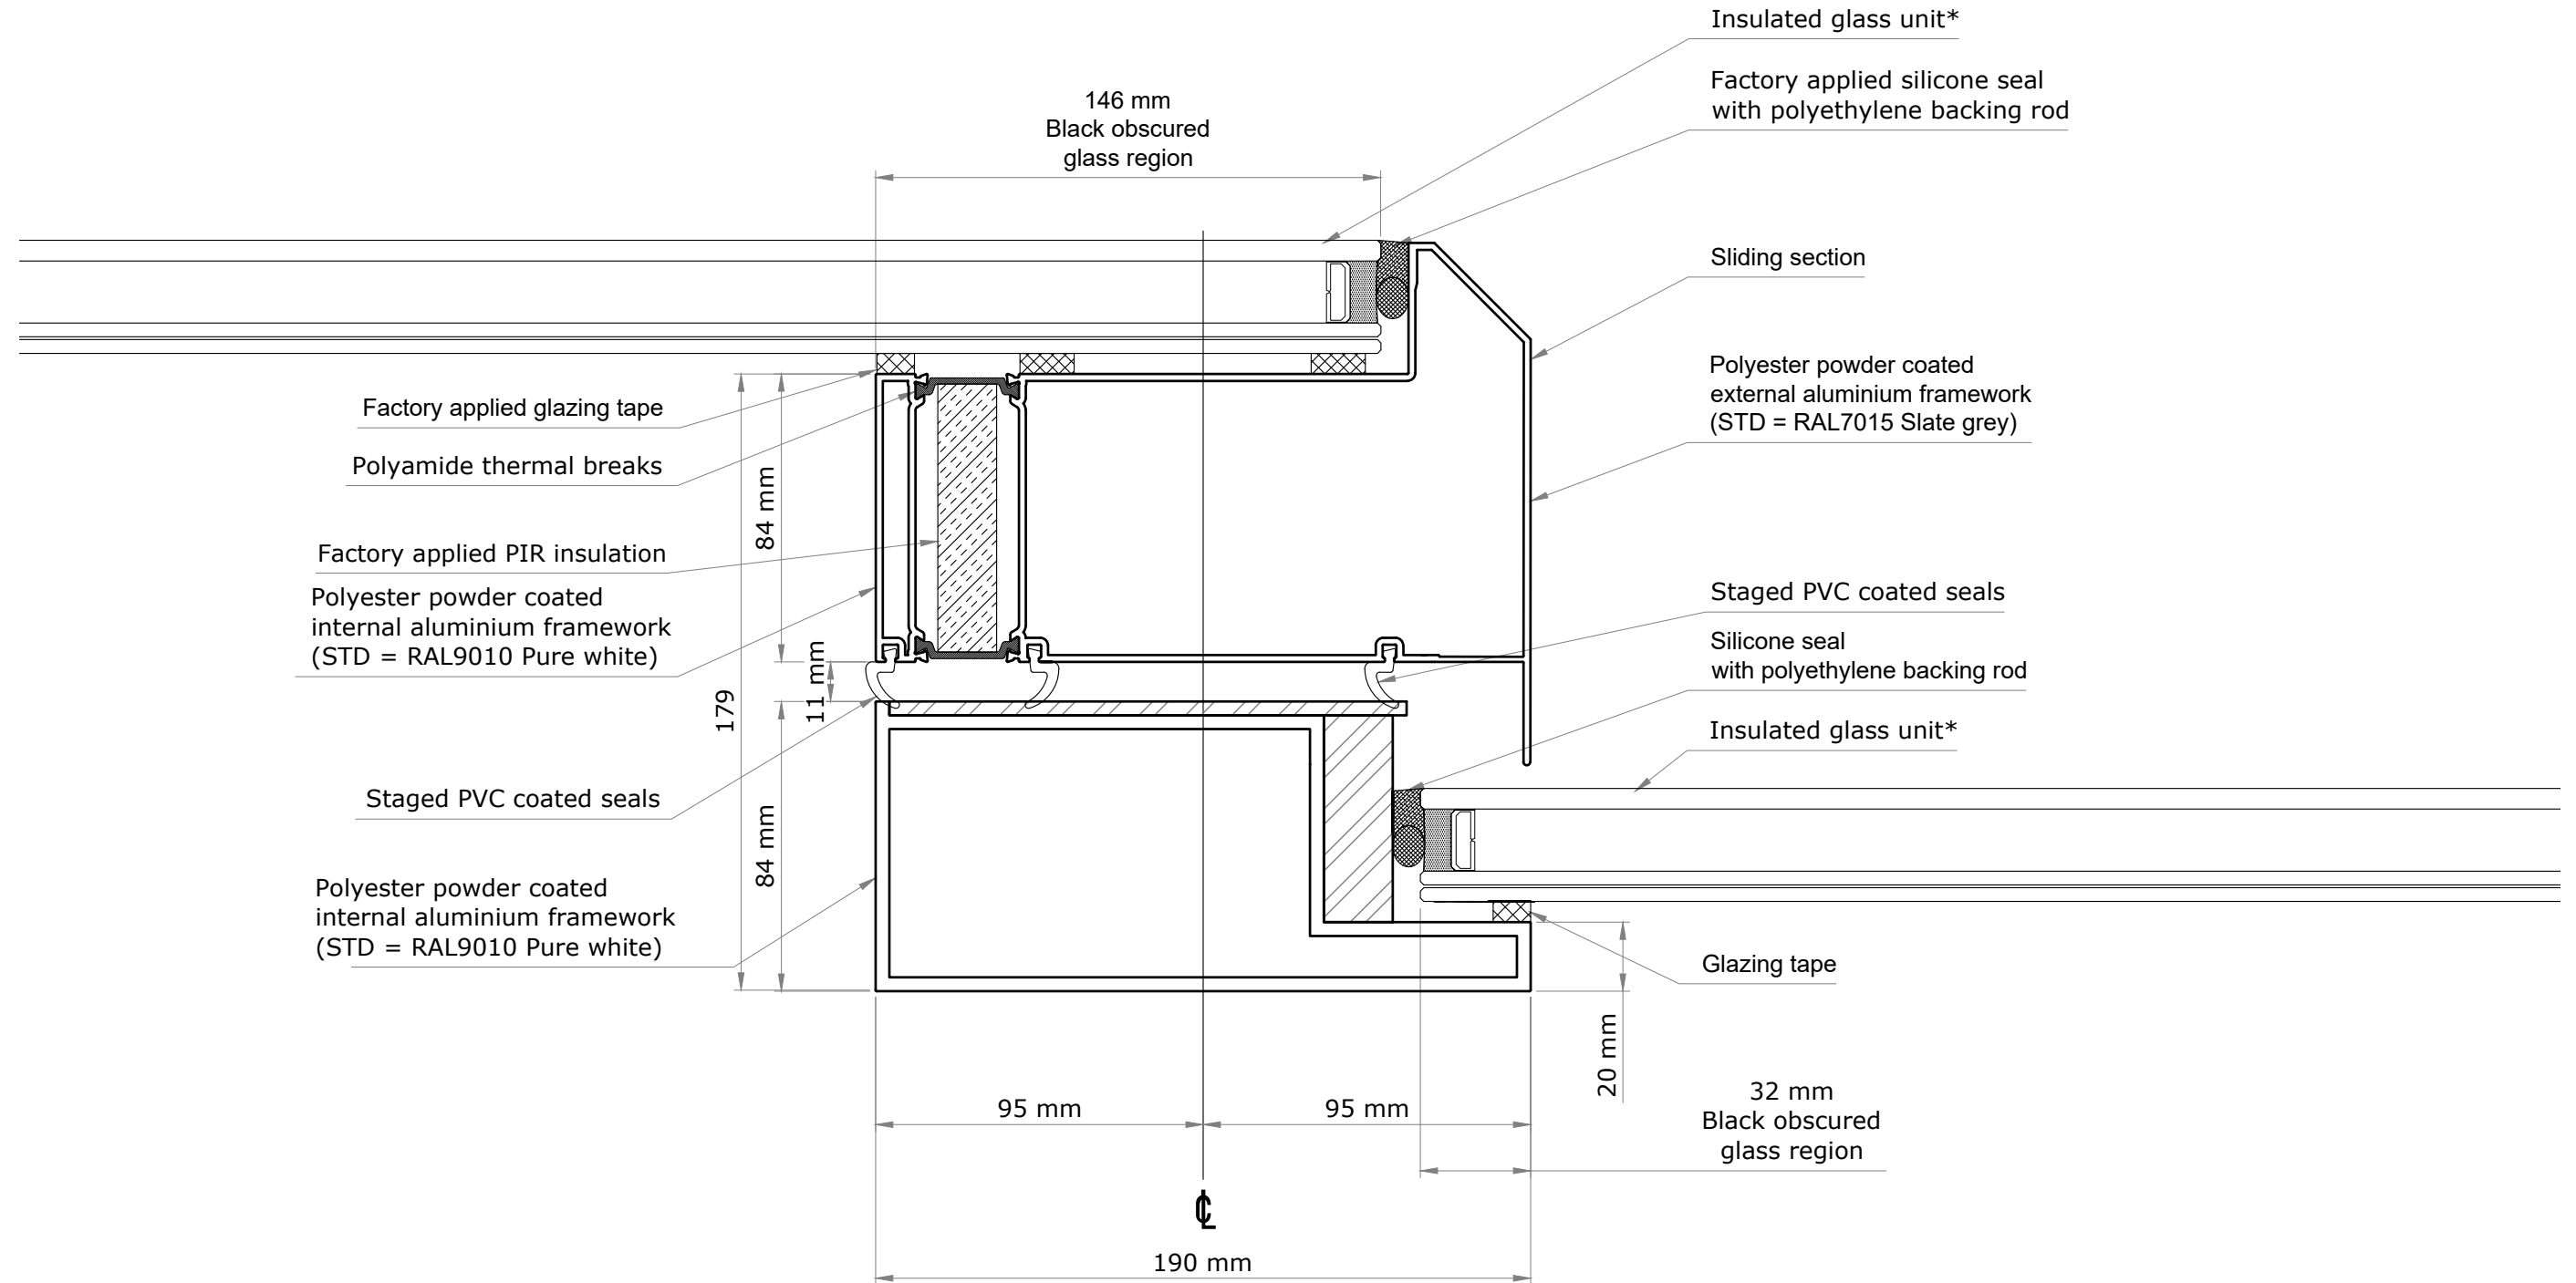 Insulated glass unit*
Factory applied silicone seal
with polyethylene backing rod
146 mm
Black obscured
glass region
Sliding section
Polyester powder coated
external aluminium framework
(STD = RAL7015 Slate grey)
Factory applied glazing tape
Polyamide thermal breaks
84 mm
Factory applied PIR insulation
Polyester powder coated
internal aluminium framework
(STD = RAL9010 Pure white)
Staged PVC coated seals
Silicone seal
with polyethylene backing rod
11 mm
179
Insulated glass unit*
Staged PVC coated seals
84 mm
Polyester powder coated
internal aluminium framework
(STD = RAL9010 Pure white)
Glazing tape
20 mm
95 mm
95 mm
32 mm
Black obscured
glass region
℄
190 mm